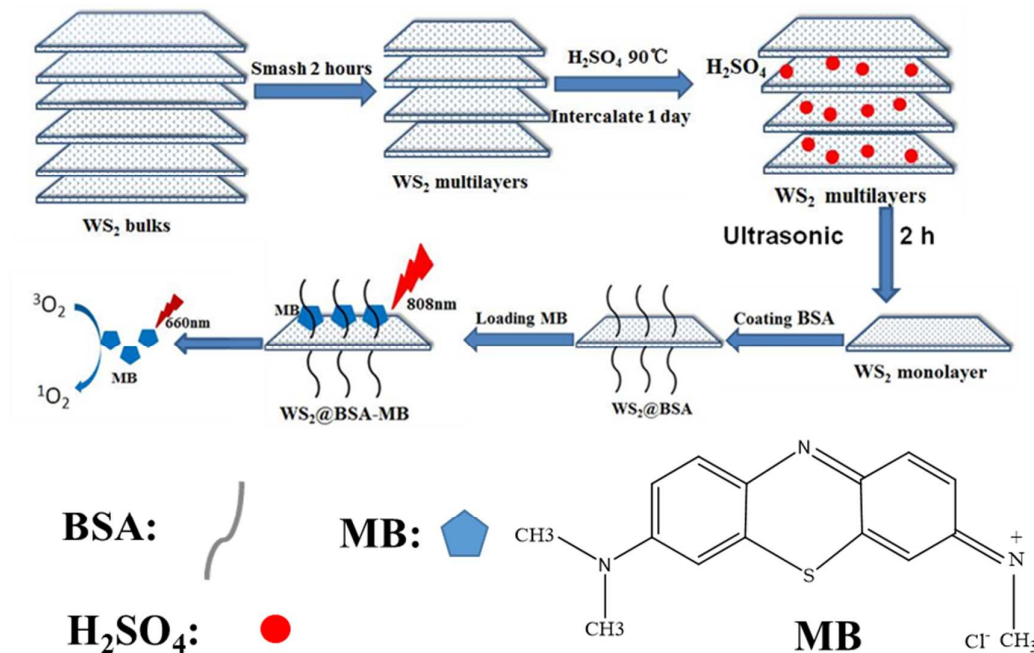 Smash 2 hours
H₂SO₄ 90℃
Intercalate 1 day
H₂SO₄
WS₂ bulks
WS₂ multilayers
WS₂ multilayers
Ultrasonic
2 h
³O₂
660nm
MB
¹O₂
MB
808nm
WS₂@BSA-MB
Loading MB
WS₂@BSA
Coating BSA
WS₂ monolayer
BSA:
MB:
H₂SO₄:
N
CH3
N
CH3
S
+
N
Cl⁻
CH₃
MB